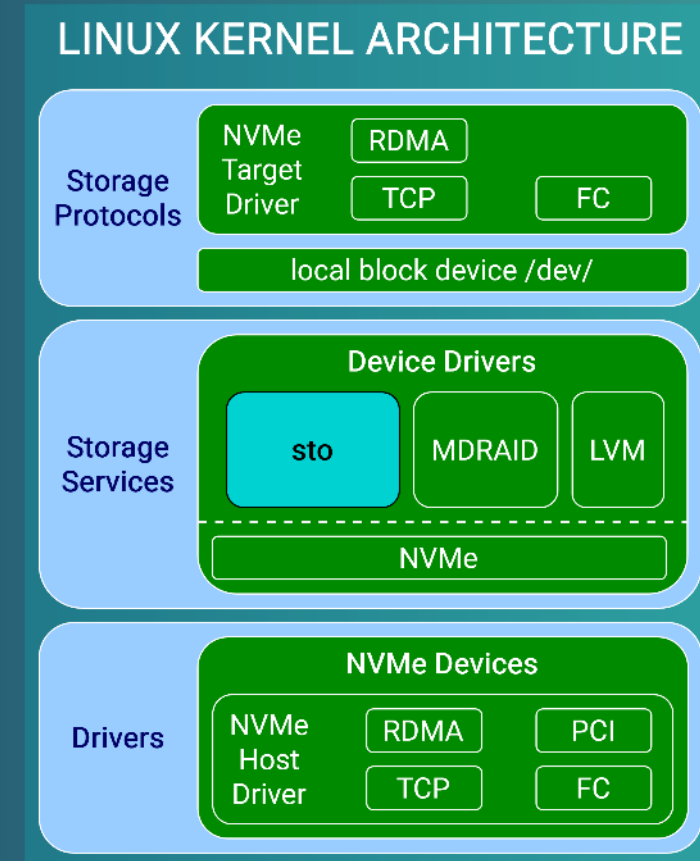 LINUX KERNEL ARCHITECTURE
Storage
Protocols
NVMe
Target
Driver
RDMA
TCP
FC
local block device /dev/
Storage
Services
Device Drivers
sto
MDRAID
LVM
NVMe
Drivers
NVMe Devices
NVMe
Host
Driver
RDMA
PCI
TCP
FC